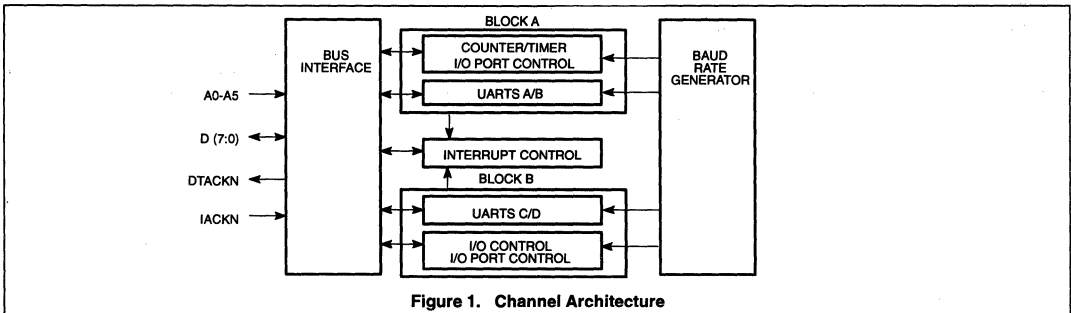 BLOCK A
BUS
INTERFACE
COUNTER/TIMER
I/O PORT CONTROL
BAUD
RATE
GENERATOR
A0-A5
UARTS A/B
D (7:0)
INTERRUPT CONTROL
DTACKN
BLOCK B
IACKN
UARTS C/D
I/O CONTROL
I/O PORT CONTROL
Figure 1. Channel Architecture